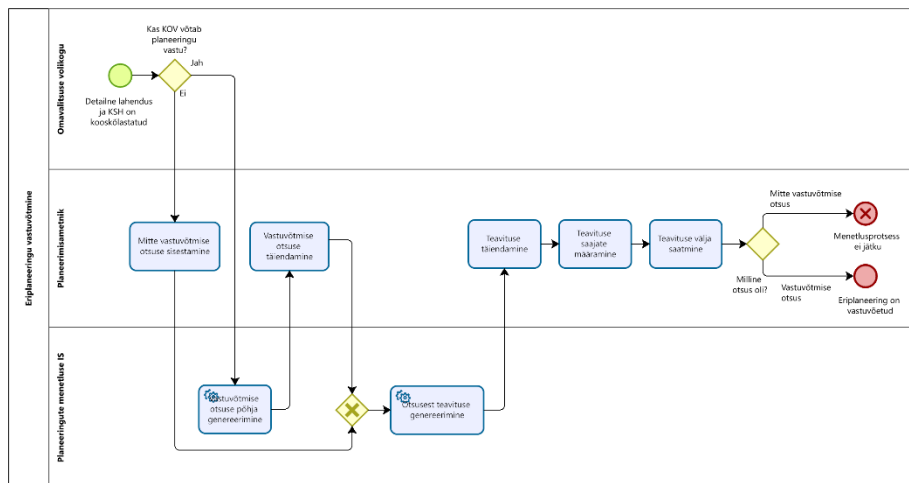 Eriplaneeringu vastuvõtmine
Omavalitsuse volikogu
Kas KOV võtab
planeeringu
vastu?
Jah
Ei
Detailne lahendus
ja KSH on
kooskõlastatud
Planeerimisametnik
Mitte vastuvõtmise
otsuse sisestamine
Vastuvõtmise
otsuse
täiendamine
Teavituse
täiendamine
Teavituse
saajate
määramine
Teavituse välja
saatmine
Milline
otsus oli?
Mitte vastuvõtmise
otsus
Menetlusprotsess
ei jätku
Vastuvõtmise
otsus
Eriplaneering on
vastuvõetud
Planeeringute menetluse IS
Vastuvõtmise
otsuse põhja
genereerimine
Otsusest teavituse
genereerimine